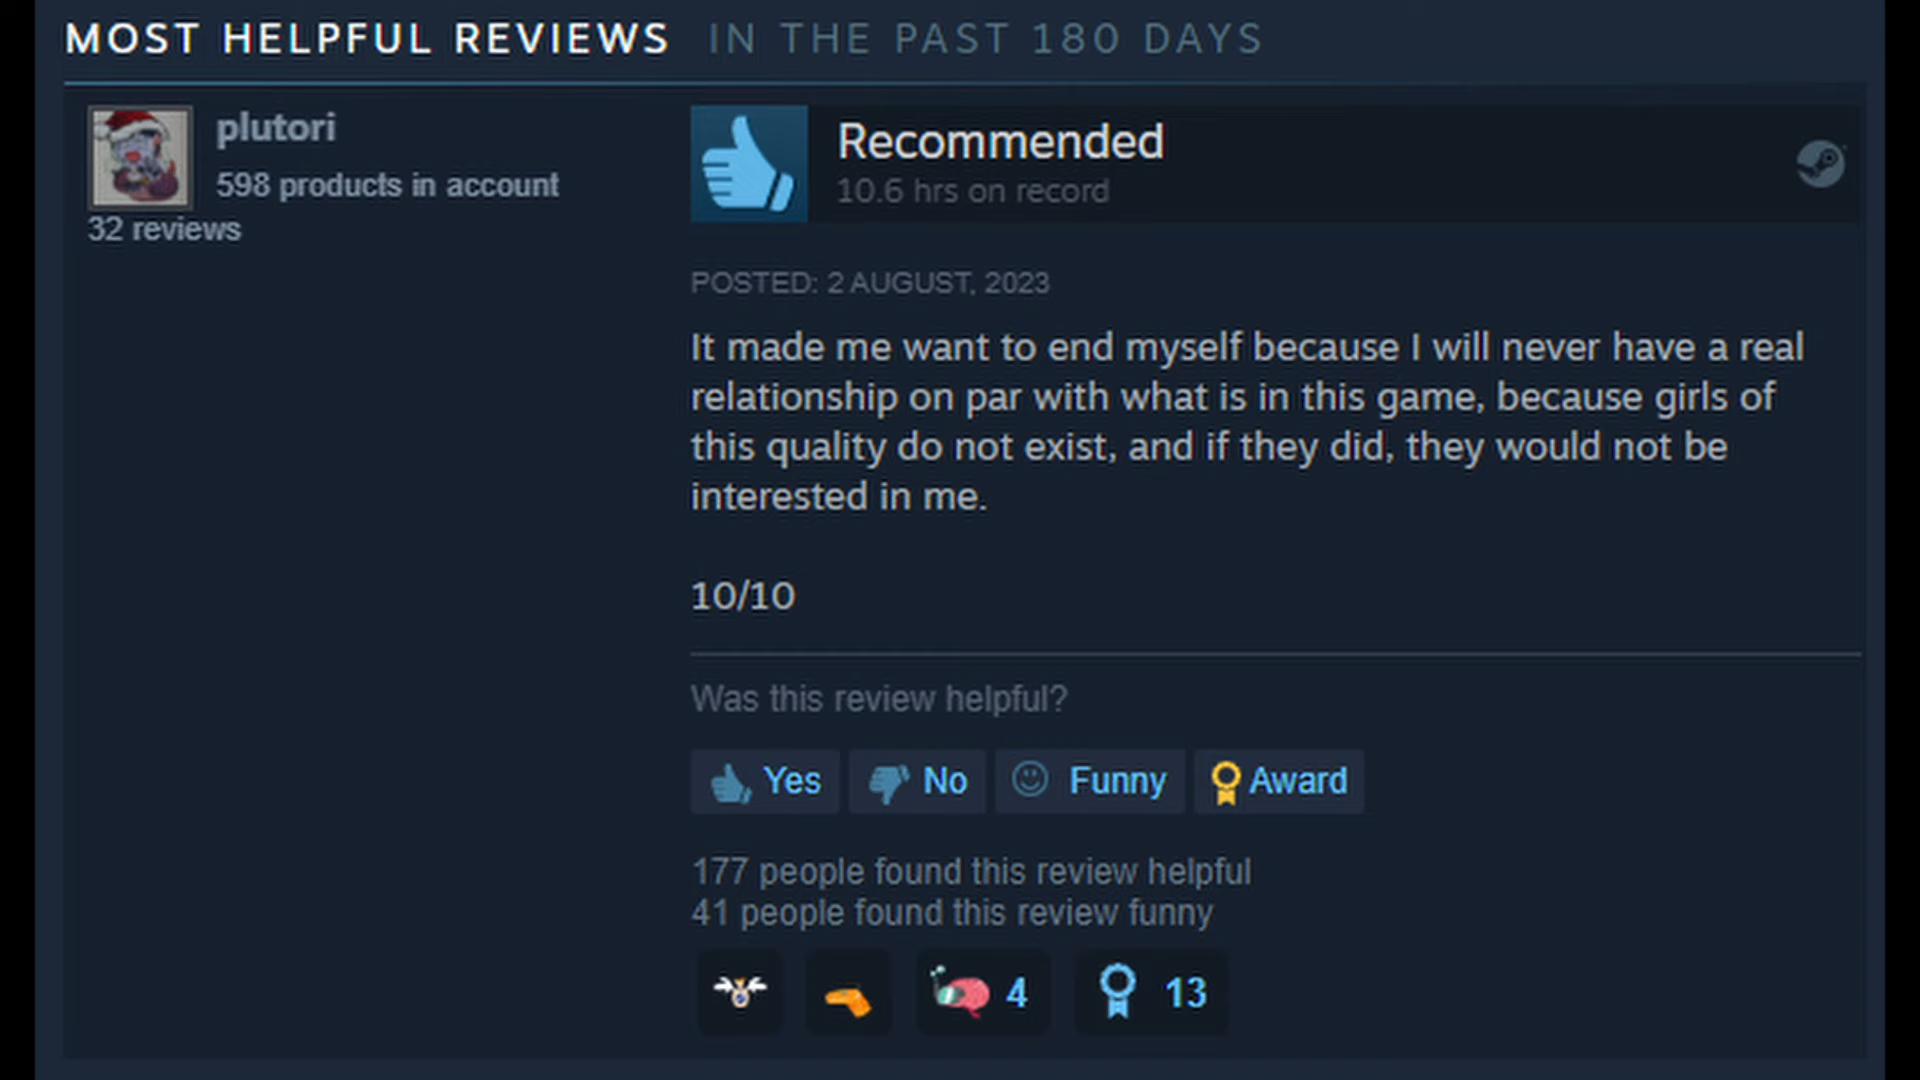 MOST HELPFUL REVIEWS IN THE PAST 180 DAYS
plutori
598 products in account
32 reviews
Recommended
10.6 hrs on record
POSTED: 2 AUGUST, 2023
It made me want to end myself because I will never have a real
relationship on par with what is in this game, because girls of
this quality do not exist, and if they did, they would not be
interested in me.
10/10
Was this review helpful?
Yes No Funny Award
177 people found this review helpful
41 people found this review funny
4 13